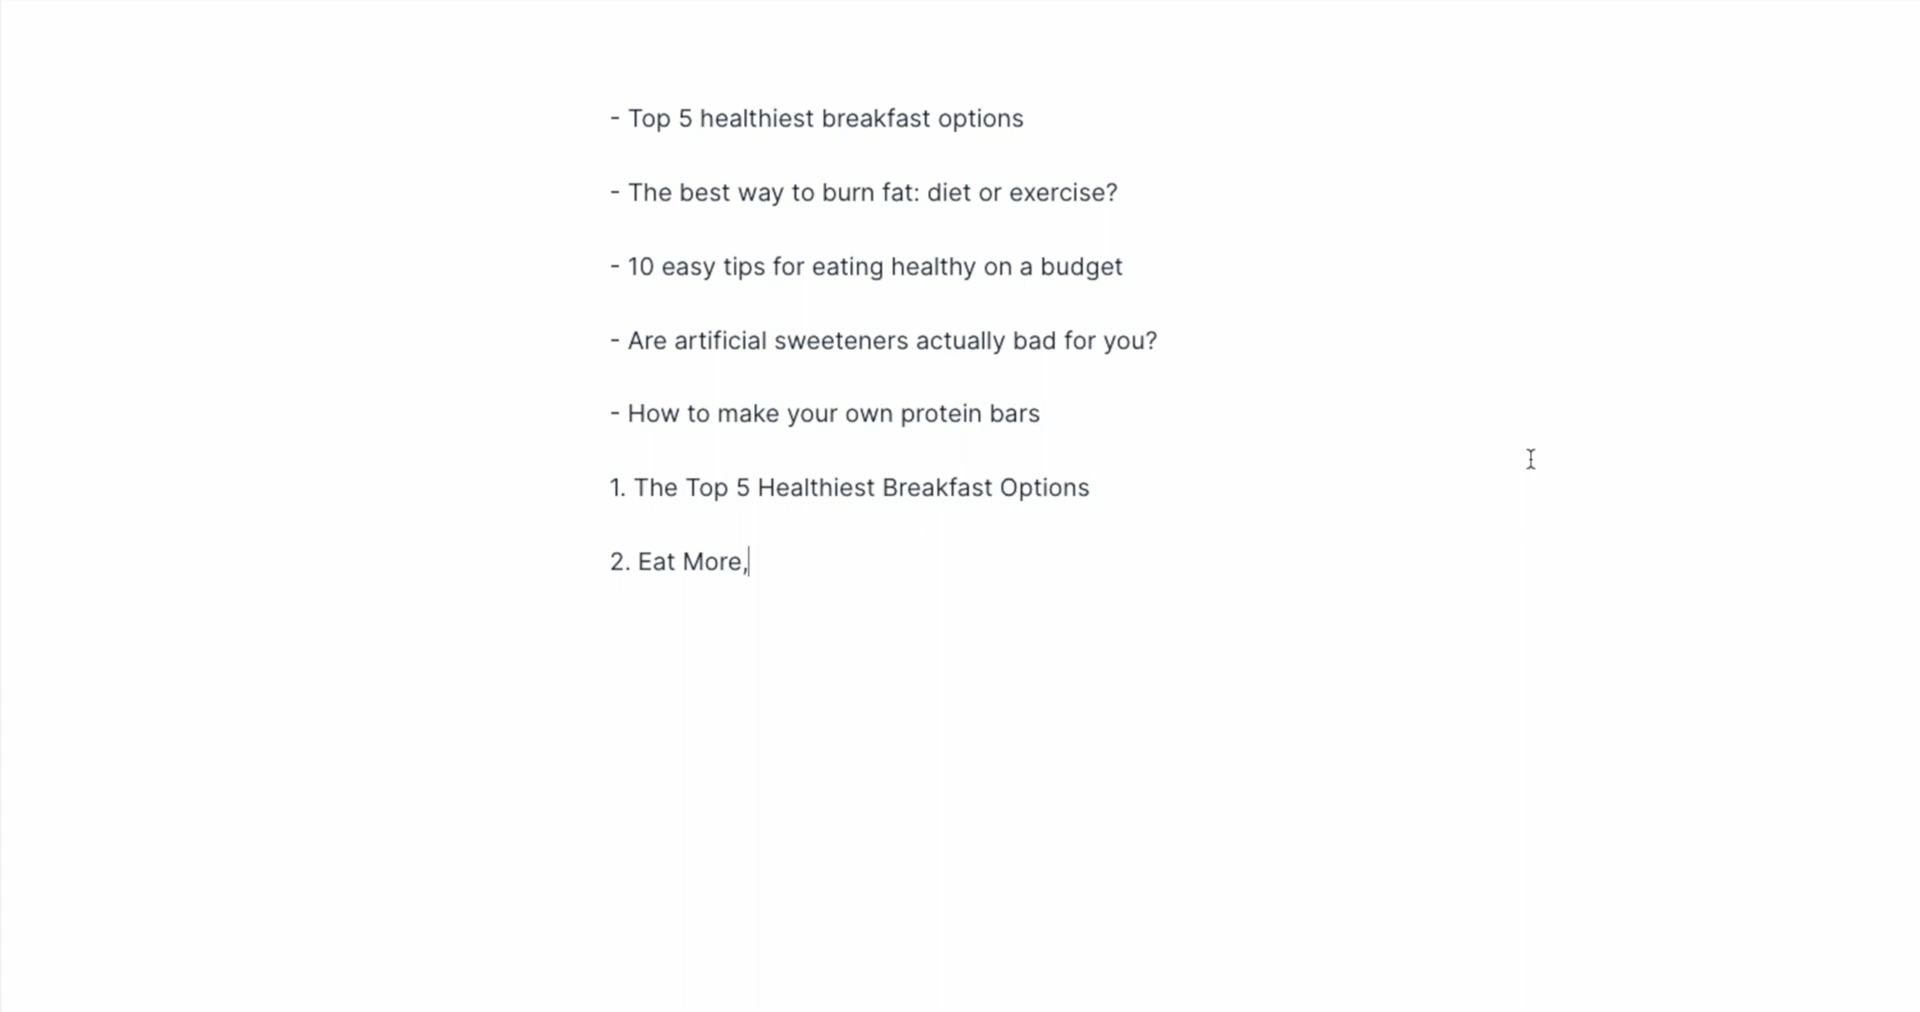 - Top 5 healthiest breakfast options
- The best way to burn fat: diet or exercise?
- 10 easy tips for eating healthy on a budget
- Are artificial sweeteners actually bad for you?
- How to make your own protein bars
1. The Top 5 Healthiest Breakfast Options
2. Eat More,